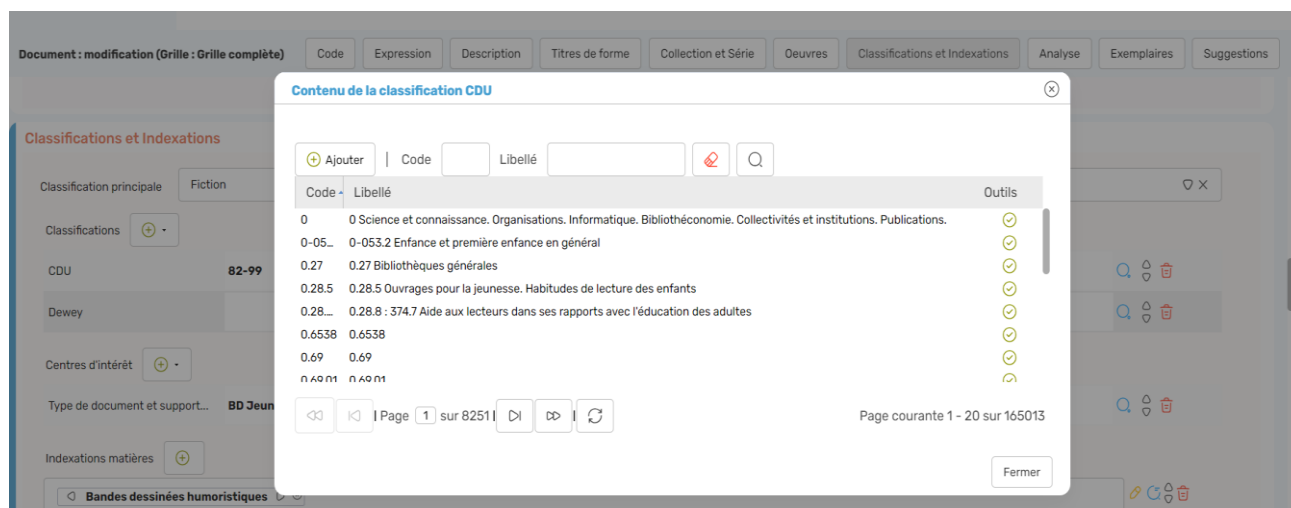 Document : modification (Grille : Grille complète) Code Expression Description Titres de forme Collection et Série Oeuvres Classifications et Indexations Analyse Exemplaires Suggestions
Contenu de la classification CDU
Classifications et Indexations
Ajouter | Code Libellé
Classification principale Fiction
Code Libellé Outils
0 0 Science et connaissance. Organisations. Informatique. Bibliothéconomie. Collectivités et institutions. Publications.
Classifications
0-05... 0-053.2 Enfance et première enfance en général
CDU 82-99
0.27 0.27 Bibliothèques générales
0.28.5 0.28.5 Ouvrages pour la jeunesse. Habitudes de lecture des enfants
Dewey
0.28.... 0.28.8 : 374.7 Aide aux lecteurs dans ses rapports avec l'éducation des adultes
0.6538 0.6538
Centres d'intérêt
0.69 0.69
0.69.01 0.69.01
Type de document et support... BD Jeun
Page 1 sur 8251 Page courante 1 - 20 sur 165013
Indexations matières
Fermer
Bandes dessinées humoristiques